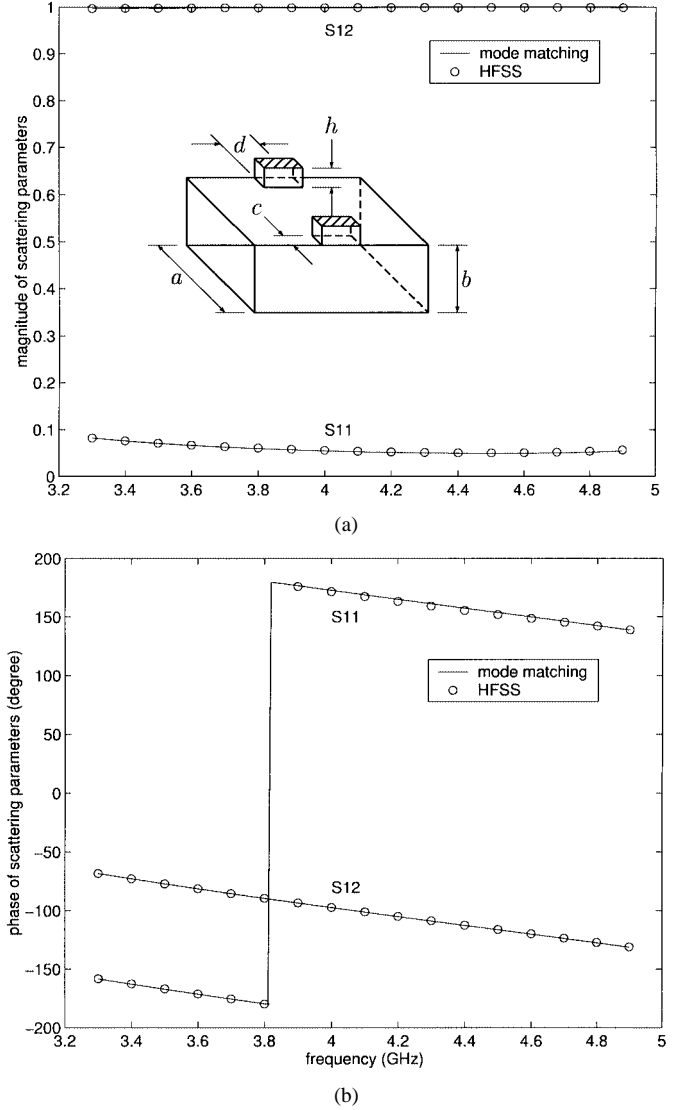 1
0.9
0.8
0.7
0.6
0.5
0.4
0.3
0.2
0.1
0
magnitude of scattering parameters
S12
mode matching
HFSS
d
h
c
a
b
S11
3.2 3.4 3.6 3.8 4 4.2 4.4 4.6 4.8 5
(a)
200
150
100
50
0
−50
−100
−150
−200
phase of scattering parameters (degree)
S11
mode matching
HFSS
S12
3.2 3.4 3.6 3.8 4 4.2 4.4 4.6 4.8 5
frequency (GHz)
(b)